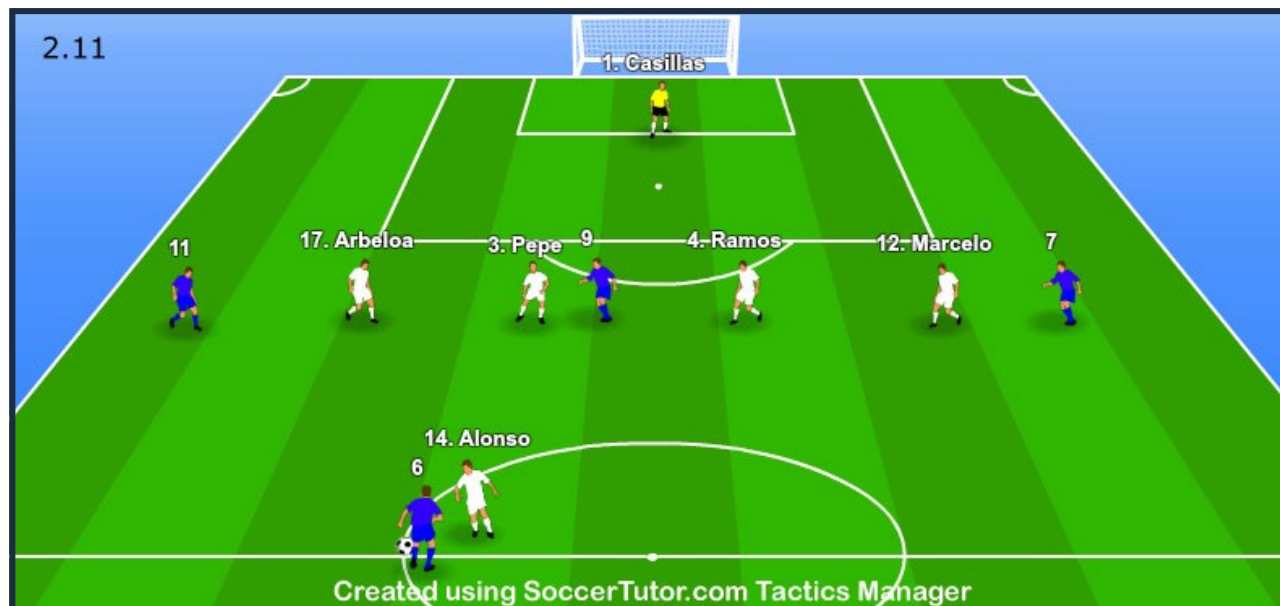 2.11
1. Casillas
11
17. Arbeloa
3. Pepe
9
4. Ramos
12. Marcelo
7
14. Alonso
6
Created using SoccerTutor.com Tactics Manager